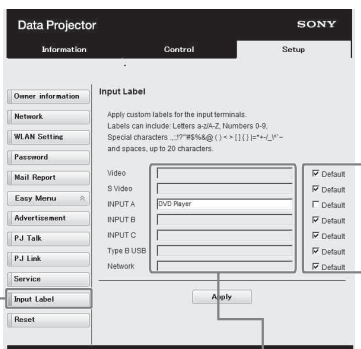 Data Projector
SONY
Information
Control
Setup
Owner information
Network
WLAN Setting
Password
Mail Report
Easy Menu
Advertisement
PJ Talk
PJ Link
Service
Input Label
Reset
Input Label
Apply custom labels for the input terminals.
Labels can include: Letters a-z/A-Z, Numbers 0-9,
Special characters .,:;!?"#$%&@ ( ) < > [ ] { } |=*+-/_\^`~
and spaces, up to 20 characters.
Video Default
S Video Default
INPUT A DVD Player Default
INPUT B Default
INPUT C Default
Type B USB Default
Network Default
Apply